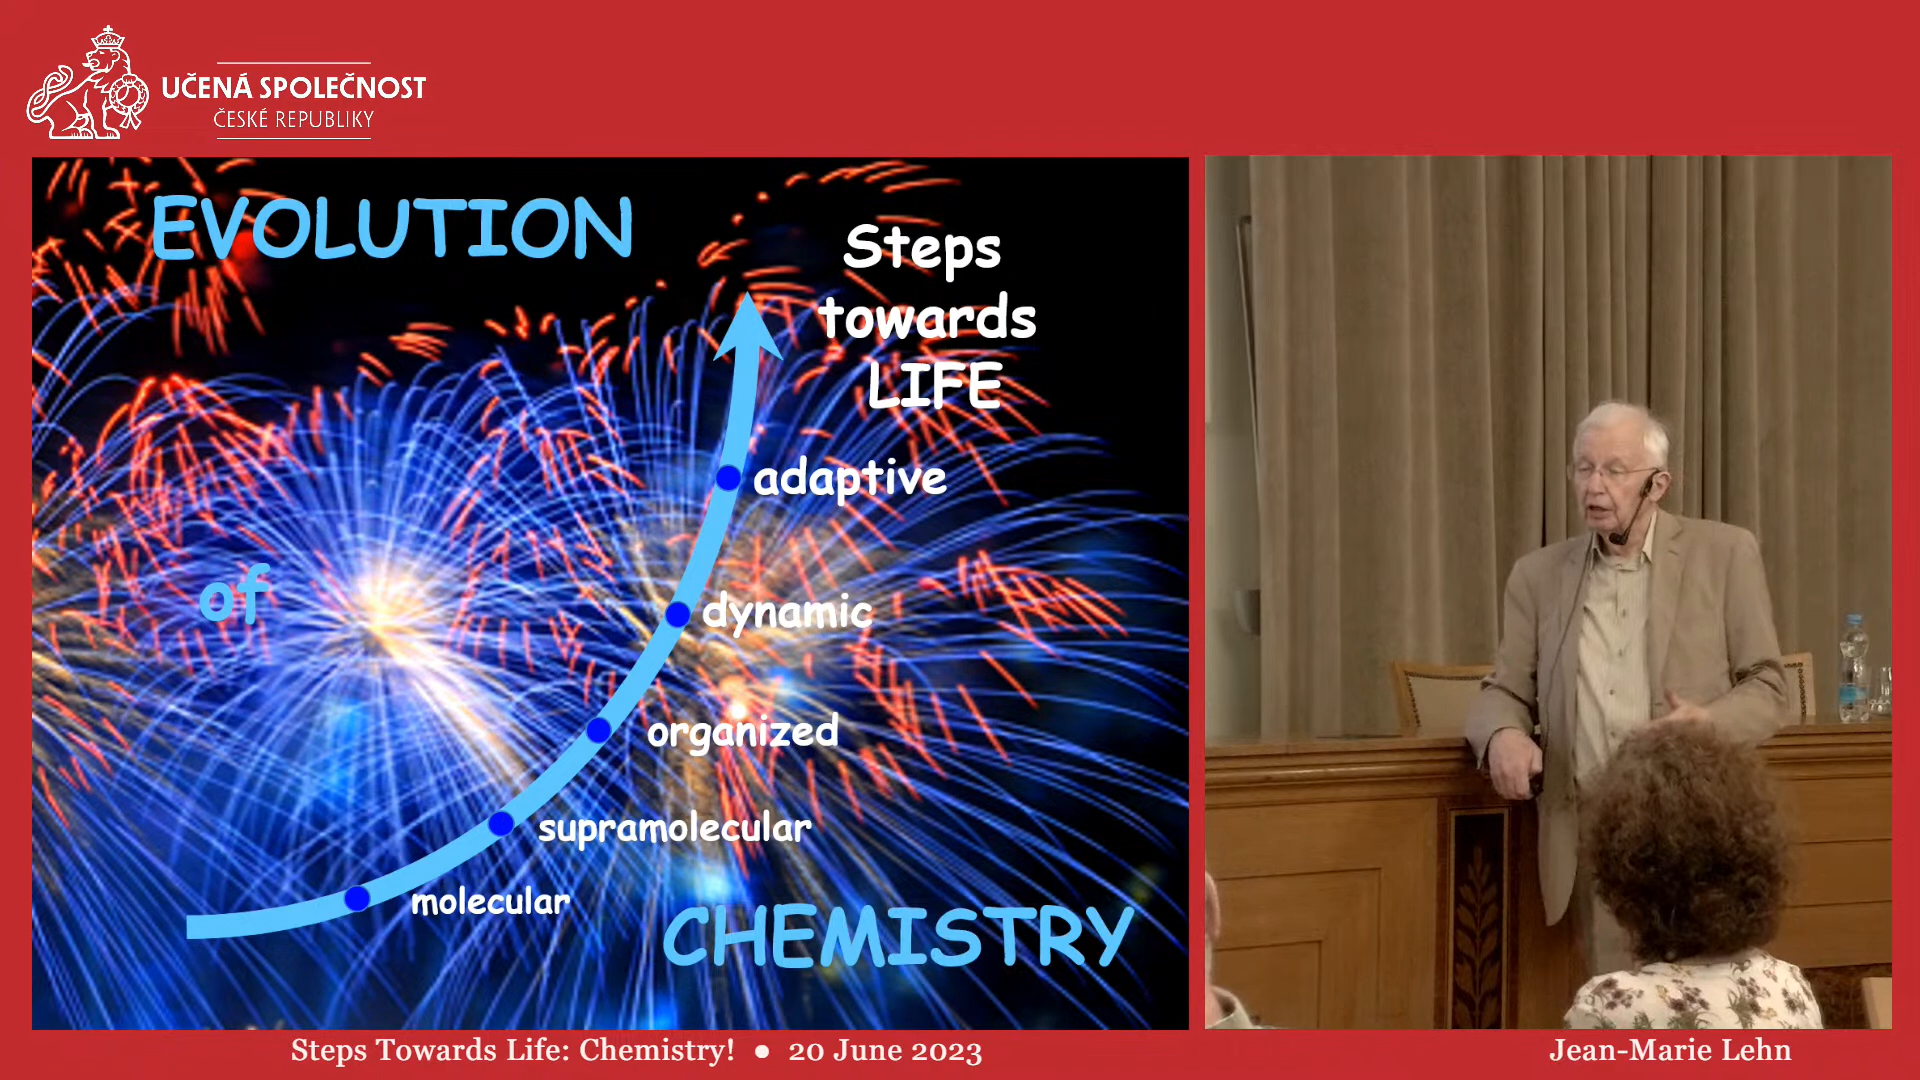 UČENÁ SPOLEČNOST
ČESKÉ REPUBLIKY
EVOLUTION
Steps
towards
LIFE
adaptive
of
dynamic
organized
supramolecular
molecular
CHEMISTRY
Steps Towards Life: Chemistry! ● 20 June 2023
Jean-Marie Lehn